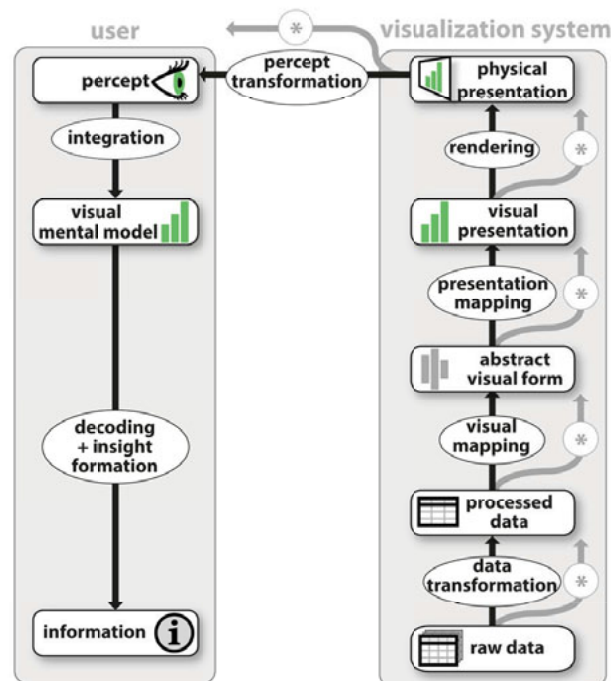 user
percept
integration
visual
mental model
decoding
+ insight
formation
information
i
*
percept
transformation
visualization system
physical
presentation
rendering
*
visual
presentation
presentation
mapping
*
abstract
visual form
visual
mapping
*
processed
data
data
transformation
*
raw data